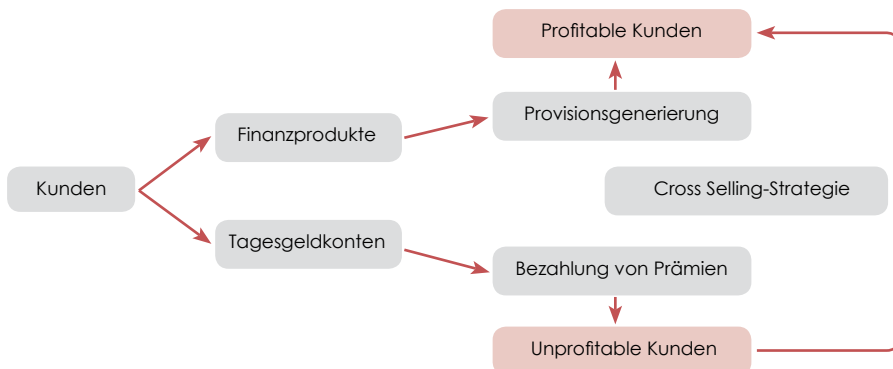 Profitable Kunden
Provisionsgenerierung
Finanzprodukte
Kunden
Cross Selling-Strategie
Tagesgeldkonten
Bezahlung von Prämien
Unprofitable Kunden